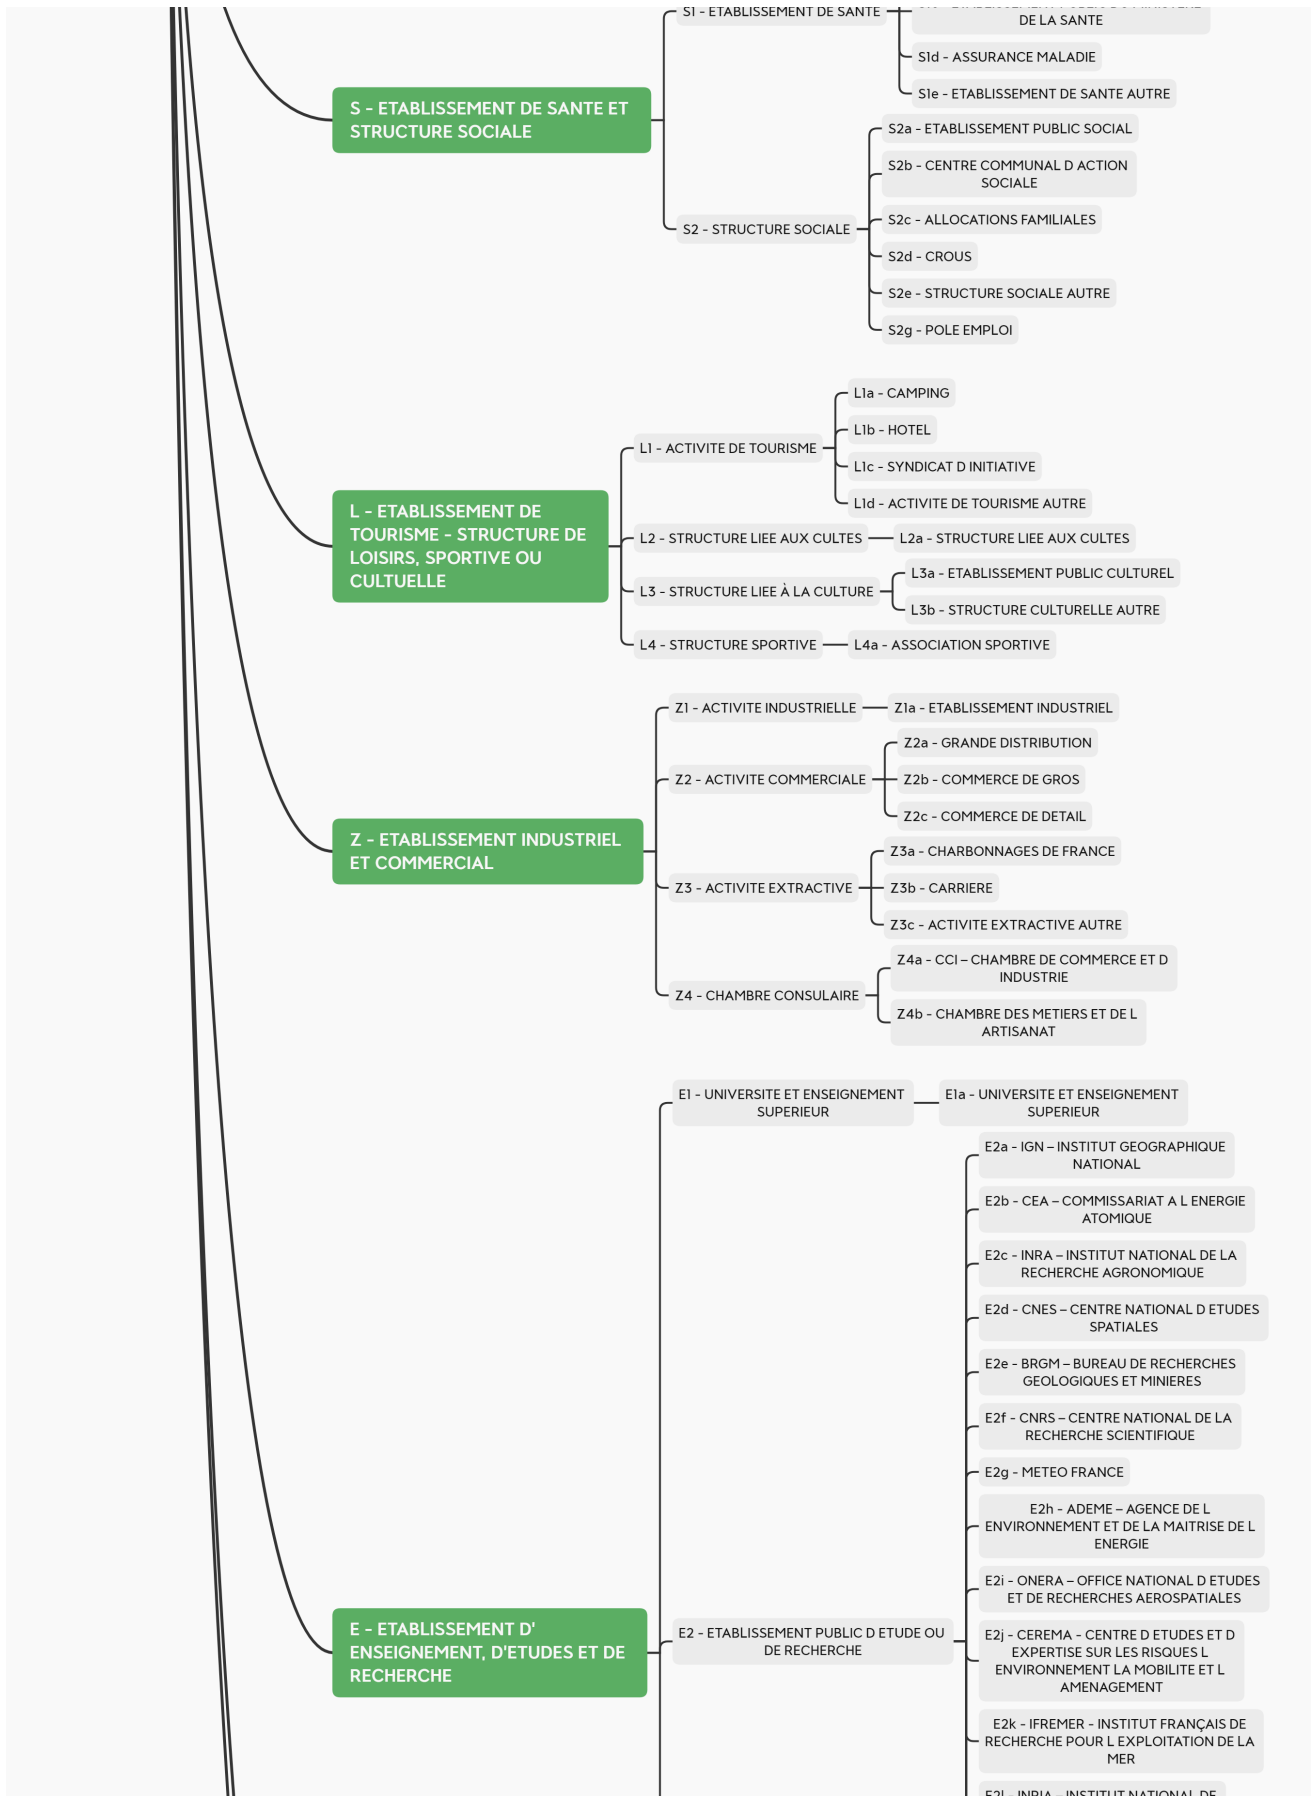 S1 - ETABLISSEMENT DE SANTE
DE LA SANTE
S1d - ASSURANCE MALADIE
S1e - ETABLISSEMENT DE SANTE AUTRE
S - ETABLISSEMENT DE SANTE ET
STRUCTURE SOCIALE
S2a - ETABLISSEMENT PUBLIC SOCIAL
S2b - CENTRE COMMUNAL D ACTION
SOCIALE
S2 - STRUCTURE SOCIALE
S2c - ALLOCATIONS FAMILIALES
S2d - CROUS
S2e - STRUCTURE SOCIALE AUTRE
S2g - POLE EMPLOI
L - ETABLISSEMENT DE
TOURISME - STRUCTURE DE
LOISIRS, SPORTIVE OU
CULTUELLE
L1 - ACTIVITE DE TOURISME
L1a - CAMPING
L1b - HOTEL
L1c - SYNDICAT D INITIATIVE
L1d - ACTIVITE DE TOURISME AUTRE
L2 - STRUCTURE LIEE AUX CULTES
L2a - STRUCTURE LIEE AUX CULTES
L3 - STRUCTURE LIEE À LA CULTURE
L3a - ETABLISSEMENT PUBLIC CULTUREL
L3b - STRUCTURE CULTURELLE AUTRE
L4 - STRUCTURE SPORTIVE
L4a - ASSOCIATION SPORTIVE
Z - ETABLISSEMENT INDUSTRIEL
ET COMMERCIAL
Z1 - ACTIVITE INDUSTRIELLE
Z1a - ETABLISSEMENT INDUSTRIEL
Z2 - ACTIVITE COMMERCIALE
Z2a - GRANDE DISTRIBUTION
Z2b - COMMERCE DE GROS
Z2c - COMMERCE DE DETAIL
Z3 - ACTIVITE EXTRACTIVE
Z3a - CHARBONNAGES DE FRANCE
Z3b - CARRIERE
Z3c - ACTIVITE EXTRACTIVE AUTRE
Z4 - CHAMBRE CONSULAIRE
Z4a - CCI – CHAMBRE DE COMMERCE ET D
INDUSTRIE
Z4b - CHAMBRE DES METIERS ET DE L
ARTISANAT
E - ETABLISSEMENT D'
ENSEIGNEMENT, D'ETUDES ET DE
RECHERCHE
E1 - UNIVERSITE ET ENSEIGNEMENT
SUPERIEUR
E1a - UNIVERSITE ET ENSEIGNEMENT
SUPERIEUR
E2 - ETABLISSEMENT PUBLIC D ETUDE OU
DE RECHERCHE
E2a - IGN – INSTITUT GEOGRAPHIQUE
NATIONAL
E2b - CEA – COMMISSARIAT A L ENERGIE
ATOMIQUE
E2c - INRA – INSTITUT NATIONAL DE LA
RECHERCHE AGRONOMIQUE
E2d - CNES – CENTRE NATIONAL D ETUDES
SPATIALES
E2e - BRGM – BUREAU DE RECHERCHES
GEOLOGIQUES ET MINIERES
E2f - CNRS – CENTRE NATIONAL DE LA
RECHERCHE SCIENTIFIQUE
E2g - METEO FRANCE
E2h - ADEME – AGENCE DE L
ENVIRONNEMENT ET DE LA MAITRISE DE L
ENERGIE
E2i - ONERA – OFFICE NATIONAL D ETUDES
ET DE RECHERCHES AEROSPATIALES
E2j - CEREMA - CENTRE D ETUDES ET D
EXPERTISE SUR LES RISQUES L
ENVIRONNEMENT LA MOBILITE ET L
AMENAGEMENT
E2k - IFREMER - INSTITUT FRANÇAIS DE
RECHERCHE POUR L EXPLOITATION DE LA
MER
E2l - INRIA – INSTITUT NATIONAL DE